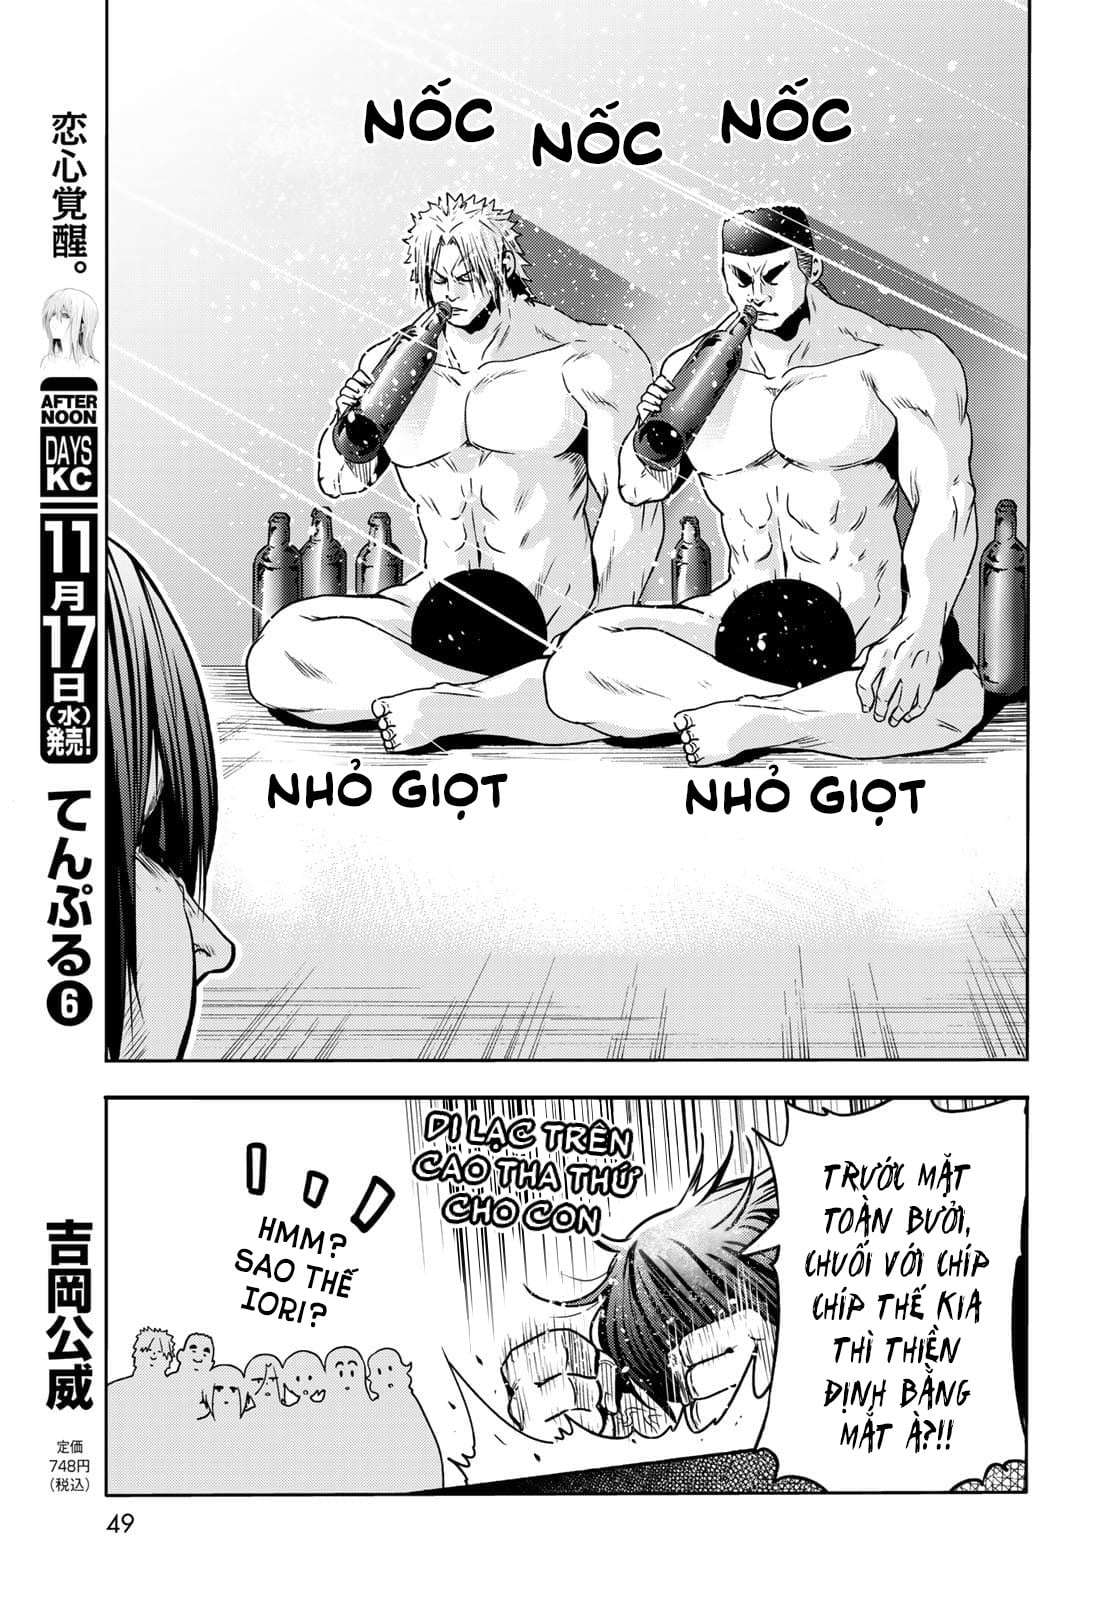 NỐC
NỐC
NỐC
NHỎ GIỌT
NHỎ GIỌT
恋心覚醒。
AFTER
NOON
DAYS
KC
11月17日(水)発売!
てんぷる❻
吉岡公威
定価
748円
(税込)
TRƯỚC MẶT
TOÀN BƯỞI,
CHUỐI VỚI CHÍP
CHÍP THẾ KIA
THÌ THIỀN
ĐỊNH BẰNG
MẮT À?!!
DI LẠC TRÊN
CAO THA THỨ
CHO CON
HMM?
SAO THẾ
IORI?
49